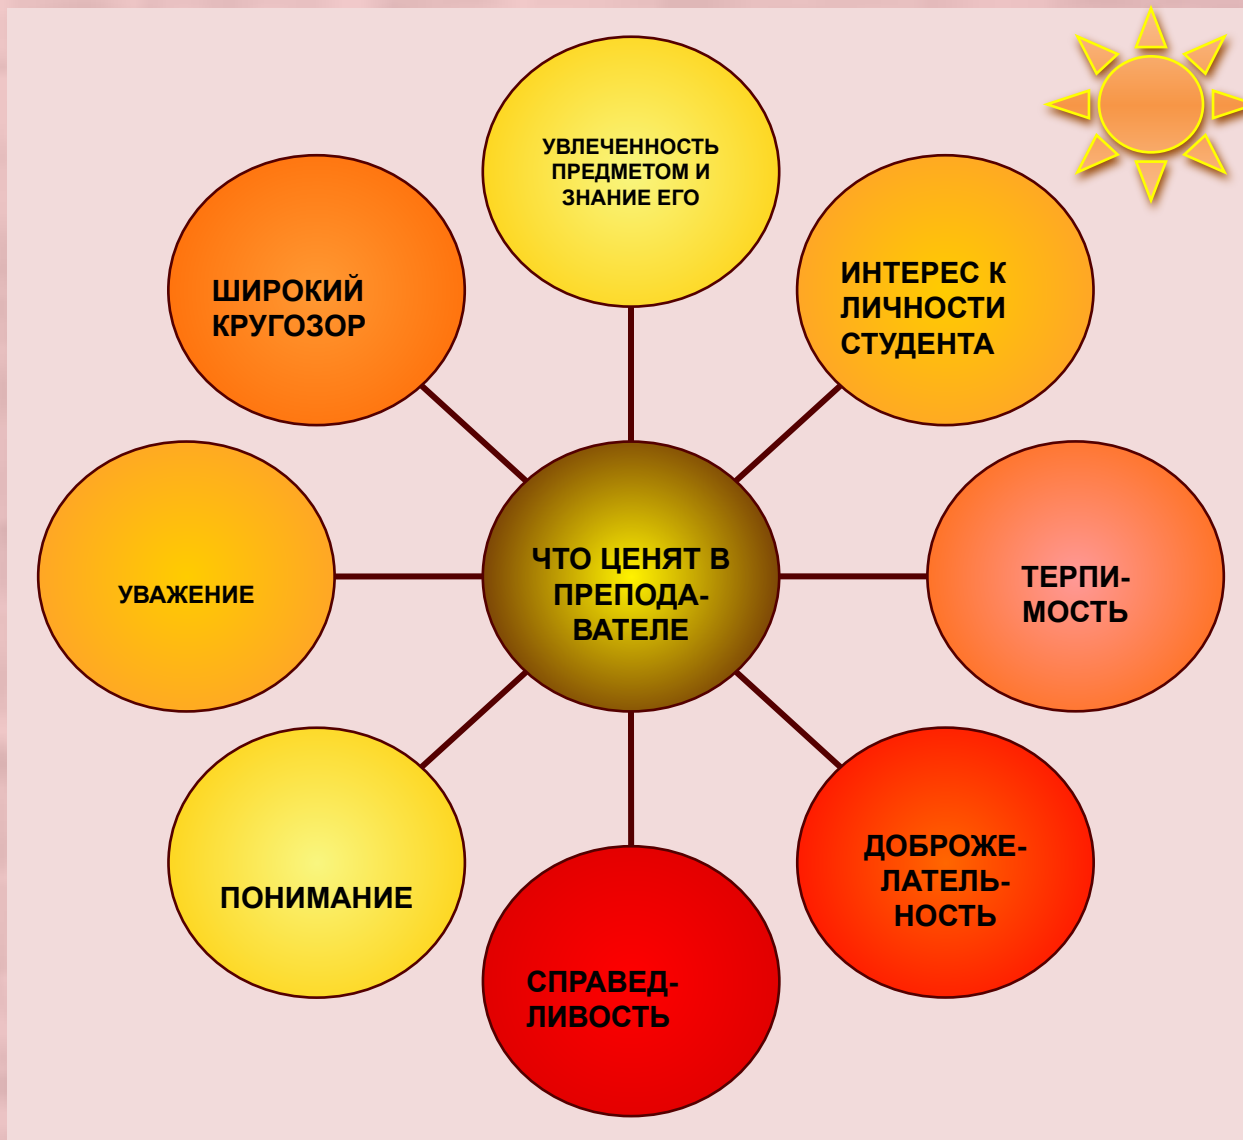 УВЛЕЧЕННОСТЬ
ПРЕДМЕТОМ И
ЗНАНИЕ ЕГО
ШИРОКИЙ
КРУГОЗОР
ИНТЕРЕС К
ЛИЧНОСТИ
СТУДЕНТА
УВАЖЕНИЕ
ЧТО ЦЕНЯТ В
ПРЕПОДА-
ВАТЕЛЕ
ТЕРПИ-
МОСТЬ
ПОНИМАНИЕ
ДОБРОЖЕ-
ЛАТЕЛЬ-
НОСТЬ
СПРАВЕД-
ЛИВОСТЬ